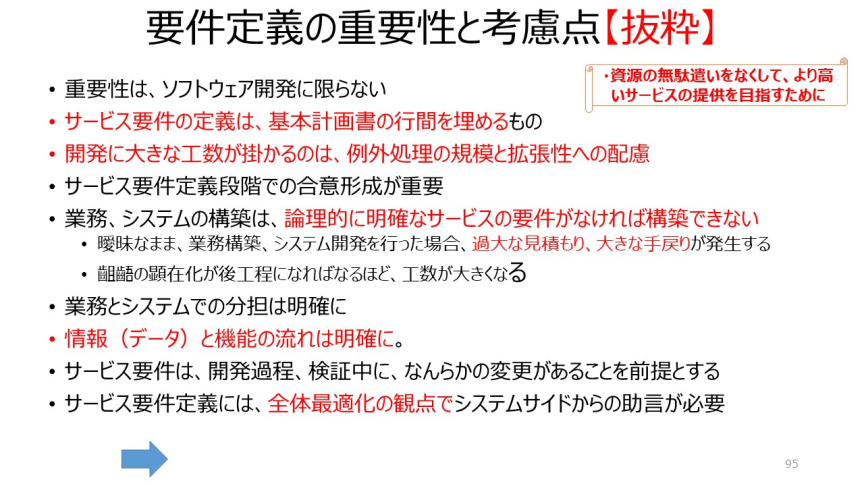 要件定義の重要性と考慮点【抜粋】
・資源の無駄遣いをなくして、より高
いサービスの提供を目指すために
• 重要性は、ソフトウェア開発に限らない
• サービス要件の定義は、基本計画書の行間を埋めるもの
• 開発に大きな工数が掛かるのは、例外処理の規模と拡張性への配慮
• サービス要件定義段階での合意形成が重要
• 業務、システムの構築は、論理的に明確なサービスの要件がなければ構築できない
• 曖昧なまま、業務構築、システム開発を行った場合、過大な見積もり、大きな手戻りが発生する
• 齟齬の顕在化が後工程になればなるほど、工数が大きくなる
• 業務とシステムでの分担は明確に
• 情報（データ）と機能の流れは明確に。
• サービス要件は、開発過程、検証中に、なんらかの変更があることを前提とする
• サービス要件定義には、全体最適化の観点でシステムサイドからの助言が必要
95